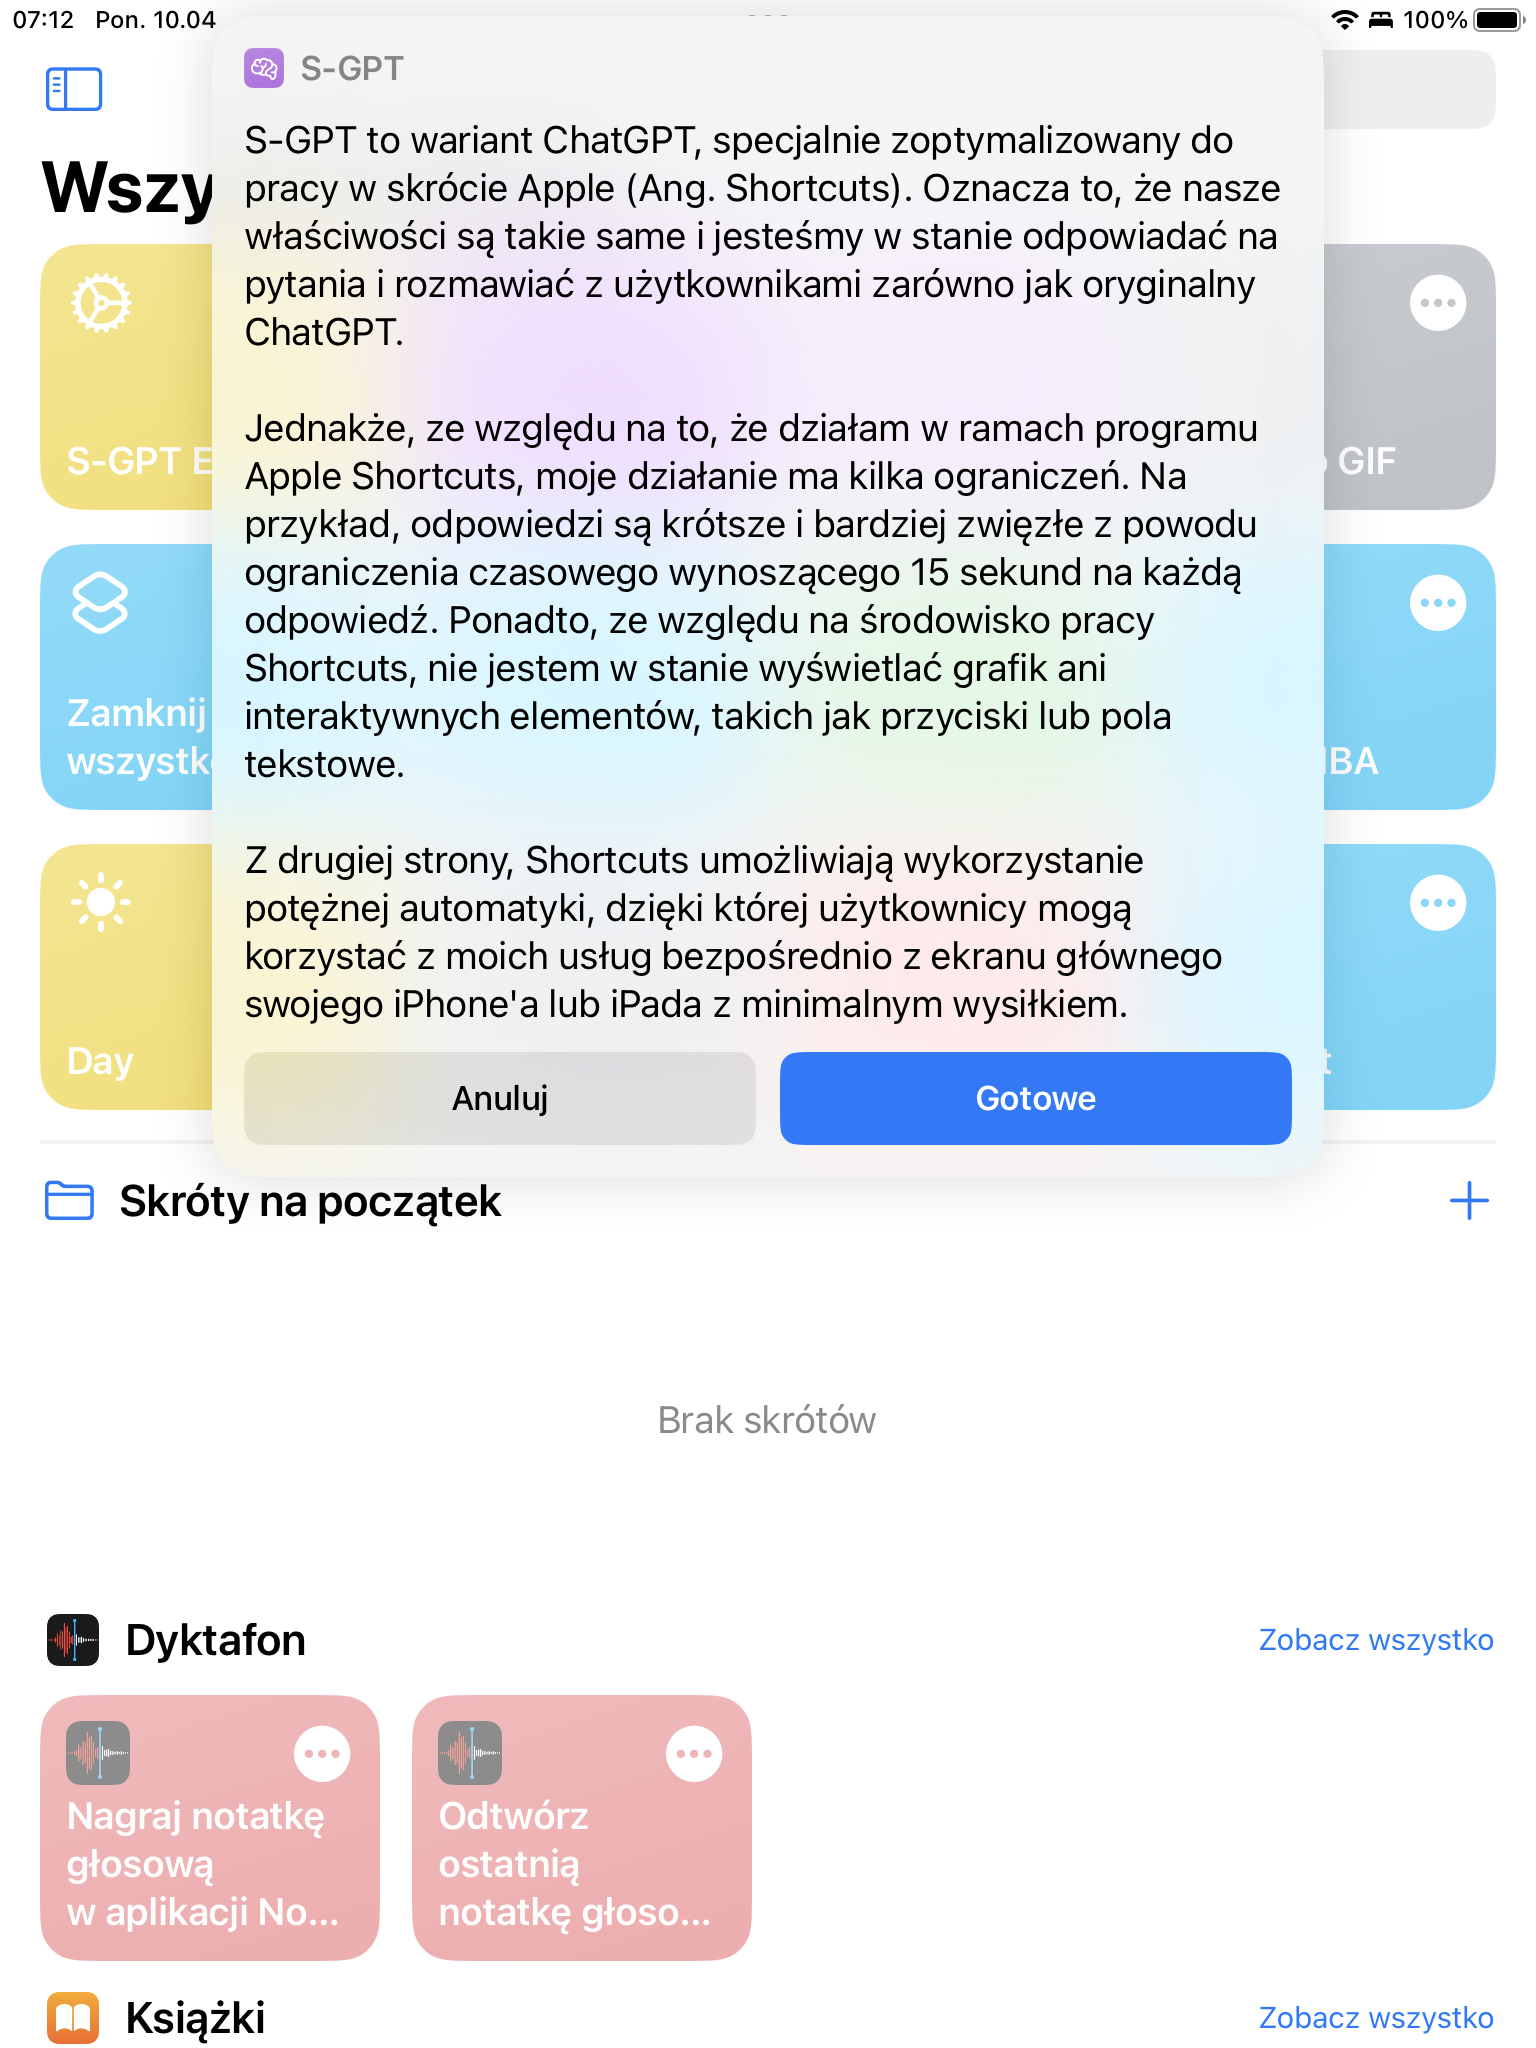 07:12 Pon. 10.04
100%
S-GPT
S-GPT to wariant ChatGPT, specjalnie zoptymalizowany do
pracy w skrócie Apple (Ang. Shortcuts). Oznacza to, że nasze
właściwości są takie same i jesteśmy w stanie odpowiadać na
pytania i rozmawiać z użytkownikami zarówno jak oryginalny
ChatGPT.
Jednakże, ze względu na to, że działam w ramach programu
Apple Shortcuts, moje działanie ma kilka ograniczeń. Na
przykład, odpowiedzi są krótsze i bardziej zwięzłe z powodu
ograniczenia czasowego wynoszącego 15 sekund na każdą
odpowiedź. Ponadto, ze względu na środowisko pracy
Shortcuts, nie jestem w stanie wyświetlać grafik ani
interaktywnych elementów, takich jak przyciski lub pola
tekstowe.
Z drugiej strony, Shortcuts umożliwiają wykorzystanie
potężnej automatyki, dzięki której użytkownicy mogą
korzystać z moich usług bezpośrednio z ekranu głównego
swojego iPhone'a lub iPada z minimalnym wysiłkiem.
Anuluj
Gotowe
Wszy
S-GPT E
GIF
Zamknij
wszystk
Day
Skróty na początek
Brak skrótów
Dyktafon
Zobacz wszystko
Nagraj notatkę
głosową
w aplikacji No...
Odtwórz
ostatnią
notatkę głoso...
Książki
Zobacz wszystko